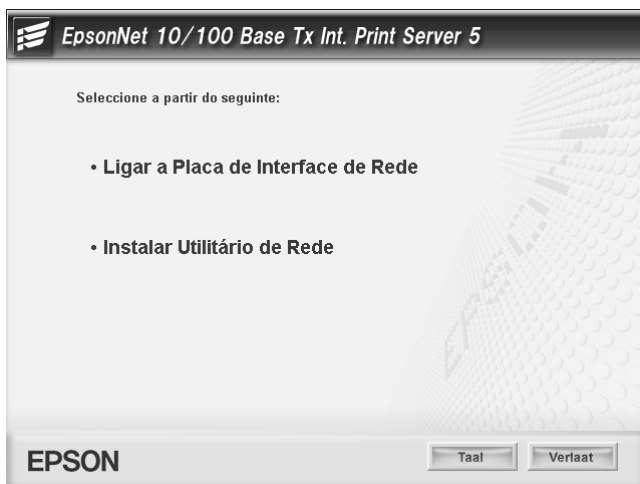 EpsonNet 10/100 Base Tx Int. Print Server 5
Seleccione a partir do seguinte:
• Ligar a Placa de Interface de Rede
• Instalar Utilitário de Rede
EPSON
EPSON
Taal
Verlaat